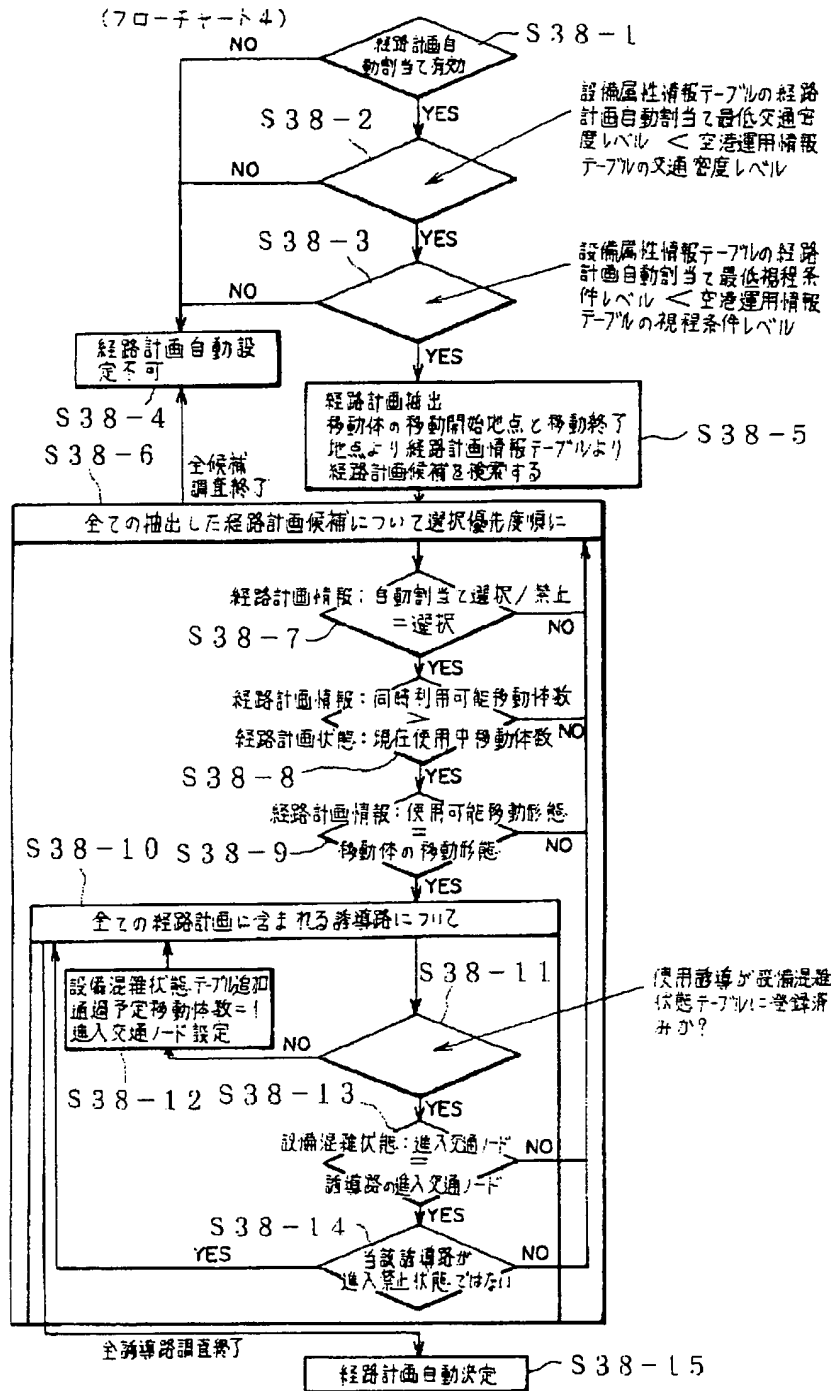 (フローチャート4)
NO
経路計画自
動割当て有効
S38-1
YES
S38-2
設備属性情報テーブルの経路
計画自動割当て最低交通密
度レベル < 空港運用情報
テーブルの交通密度レベル
NO
YES
S38-3
設備属性情報テーブルの経路
計画自動割当て最低視程条
件レベル < 空港運用情報
テーブルの視程条件レベル
NO
YES
経路計画自動設
定不可
S38-4
経路計画抽出
移動体の移動開始地点と移動終了
地点より経路計画情報テーブルより
経路計画候補を検索する
S38-5
S38-6
全候補
調査終了
全ての抽出した経路計画候補について選択優先度順に
経路計画情報:自動割当て選択/禁止
=選択
NO
S38-7
YES
経路計画情報:同時利用可能移動体数
>
NO
経路計画状態:現在使用中移動体数
S38-8
YES
経路計画情報:使用可能移動形態
=
NO
移動体の移動形態
S38-10
S38-9
YES
全ての経路計画に含まれる誘導路について
S38-11
設備混雑状態テーブル追加
通過予定移動体数=1
進入交通ノード設定
使用誘導が設備混雑
状態テーブルに登録済
みか?
NO
S38-12
S38-13
YES
設備混雑状態:進入交通ノード
=
NO
誘導路の進入交通ノード
S38-14
YES
YES
当該誘導路が
進入禁止状態ではない
NO
全誘導路調査終了
経路計画自動決定
S38-15